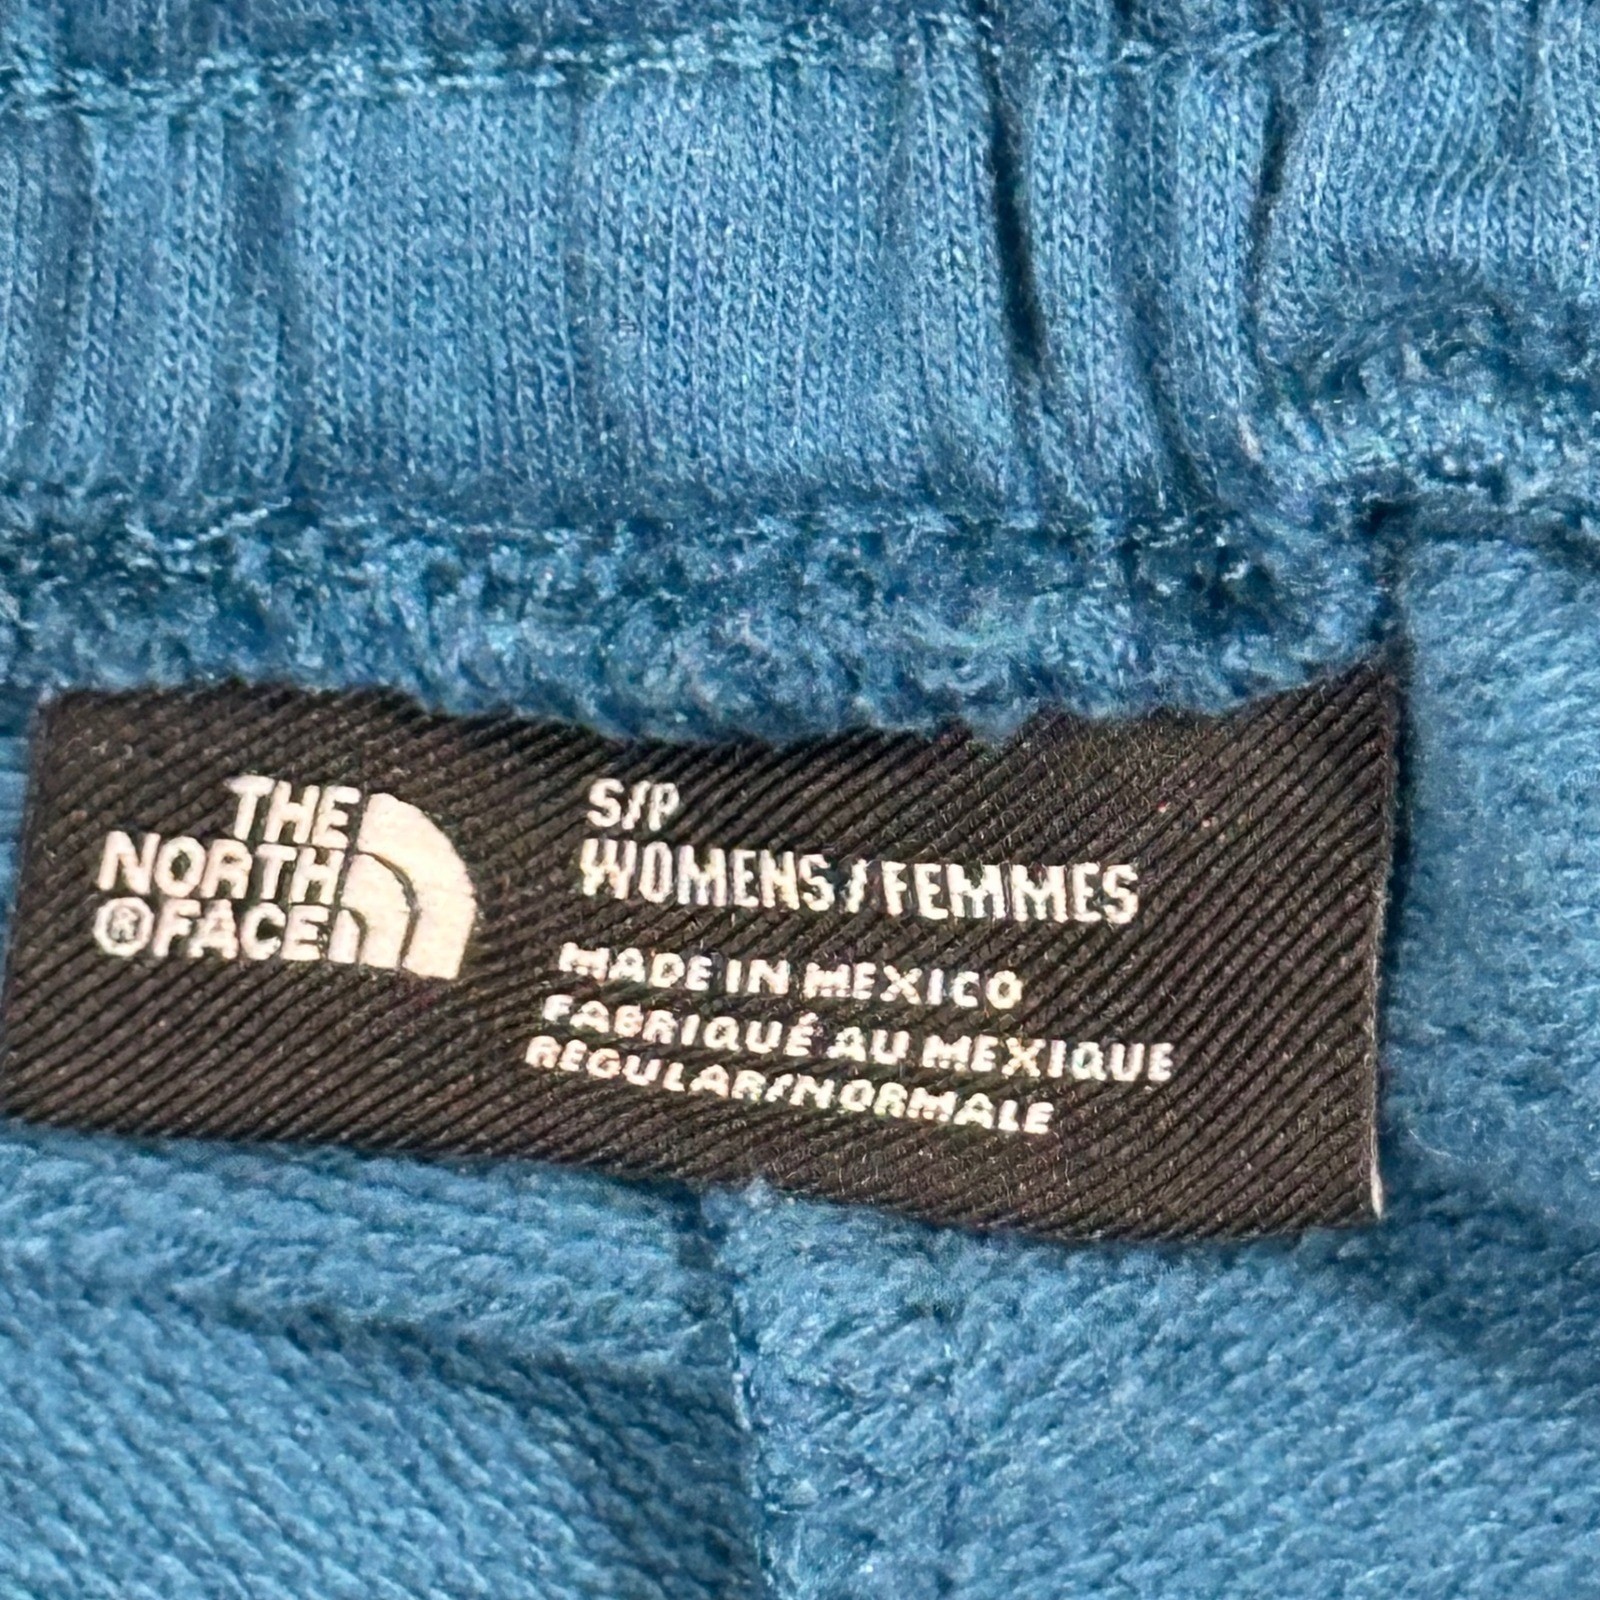 THE
NORTH
®FACE
S/P
WOMENS / FEMMES
MADE IN MEXICO
FABRIQUÉ AU MEXIQUE
REGULAR/NORMALE